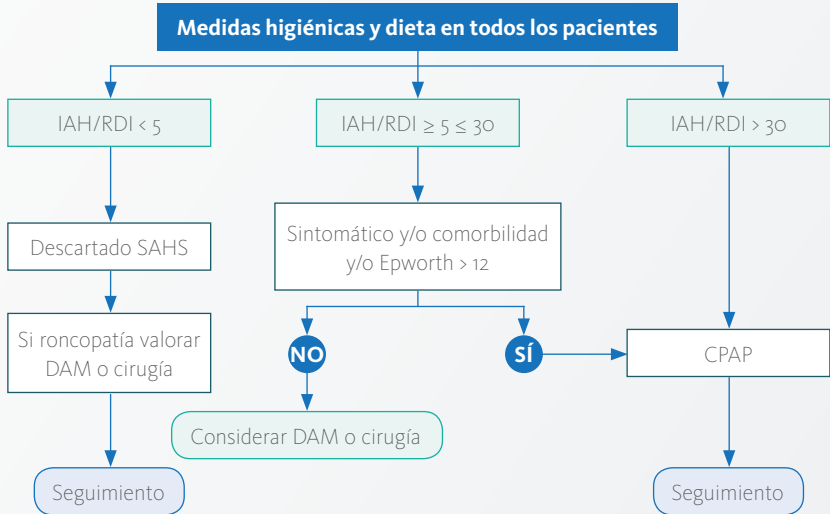 Medidas higiénicas y dieta en todos los pacientes
IAH/RDI < 5
IAH/RDI ≥ 5 ≤ 30
IAH/RDI > 30
Descartado SAHS
Sintomático y/o comorbilidad
y/o Epworth > 12
Si roncopatía valorar
DAM o cirugía
NO
SÍ
CPAP
Considerar DAM o cirugía
Seguimiento
Seguimiento